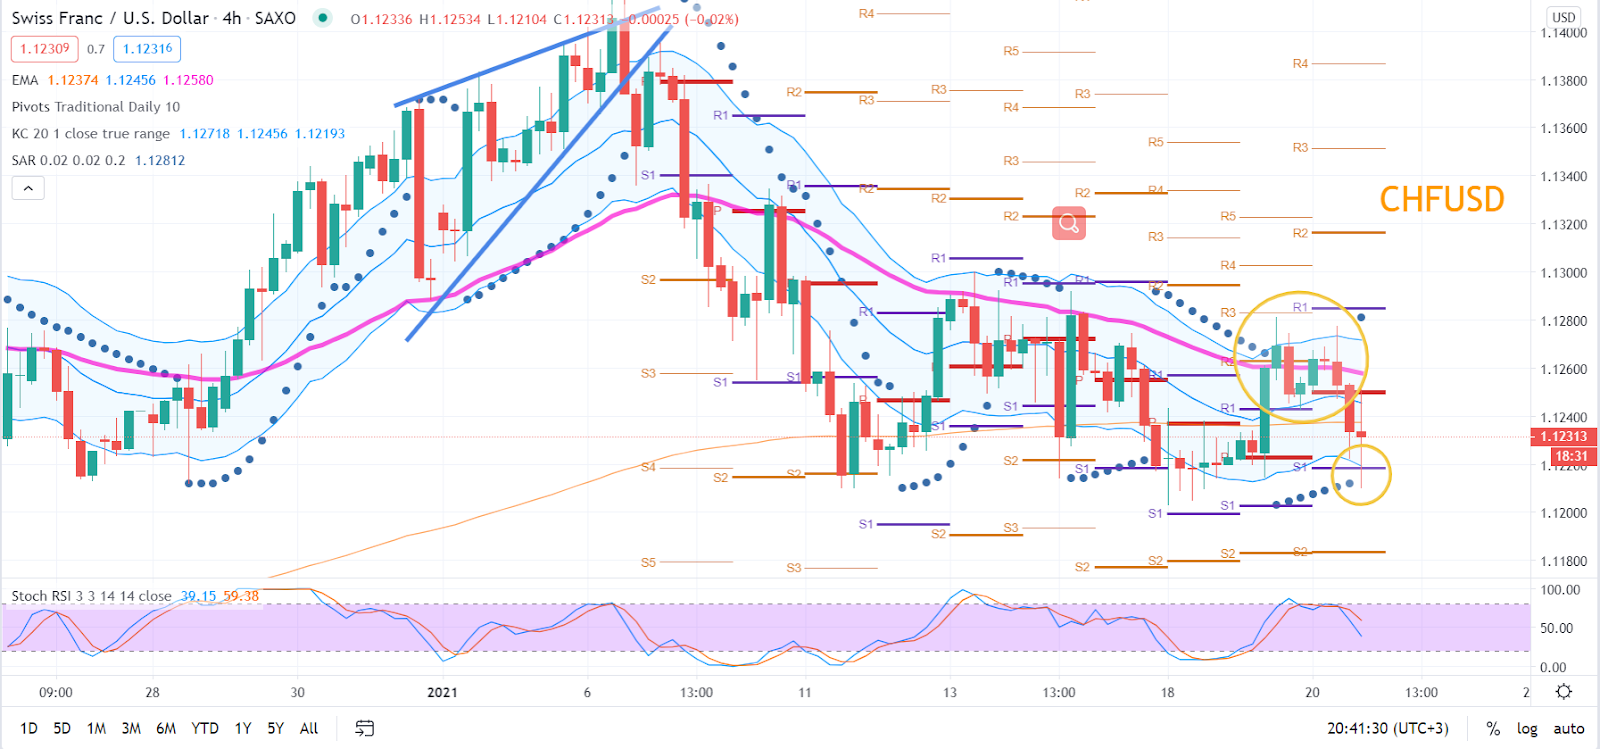 Swiss Franc / U.S. Dollar · 4h · SAXO O1.12336 H1.12534 L1.12104 C1.12313 -0.00025 (-0.02%)
1.12309 0.7 1.12316
EMA 1.12374 1.12456 1.12580
Pivots Traditional Daily 10
KC 20 1 close true range 1.12718 1.12456 1.12193
SAR 0.02 0.02 0.2 1.12812
USD
1.14000
1.13800
1.13600
1.13400
1.13200
1.13000
1.12800
1.12600
1.12400
1.12313
18:31
1.12200
1.12000
1.11800
CHFUSD
R4
R5
R4
R2
R3
R3
R4
R3
R1
R5
R3
R3
S1
R1
R2
R2
R2
R4
P
R2
R2
R3
R5
R2
R1
R4
S2
R1
R1
R2
R3
R1
R1
S3
S1
S1
P
S1
P
S1
R1
R2
S1
S4
S2
S2
S2
S1
P
S1
S1
S1
S1
S2
S3
S5
S3
S2
S2
S2
S2
Stoch RSI 3 3 14 14 close 39.15 59.38
100.00
50.00
0.00
09:00 28 30 2021 6 13:00 11 13 13:00 18 20 13:00 2
1D 5D 1M 3M 6M YTD 1Y 5Y All 20:41:30 (UTC+3) % log auto